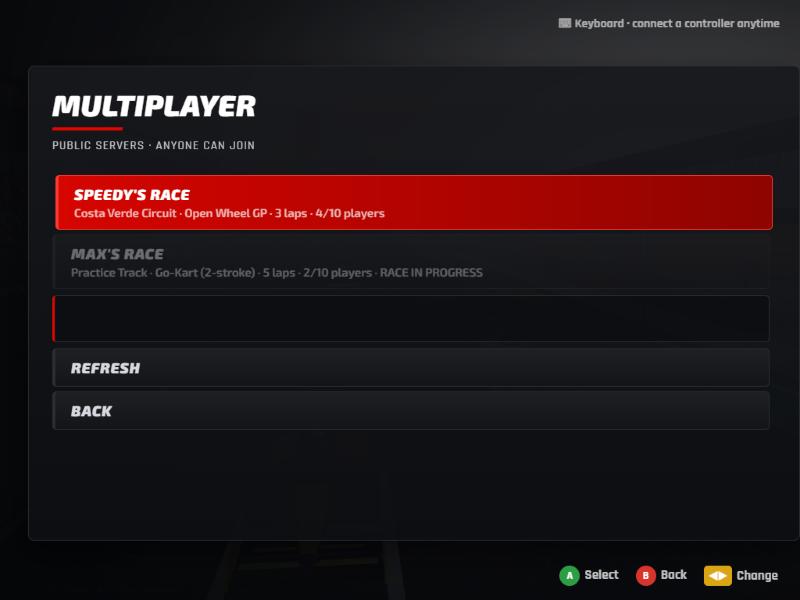 Keyboard · connect a controller anytime
MULTIPLAYER
PUBLIC SERVERS · ANYONE CAN JOIN
SPEEDY'S RACE
Costa Verde Circuit · Open Wheel GP · 3 laps · 4/10 players
MAX'S RACE
Practice Track · Go-Kart (2-stroke) · 5 laps · 2/10 players · RACE IN PROGRESS
REFRESH
BACK
A Select B Back ◀▶ Change